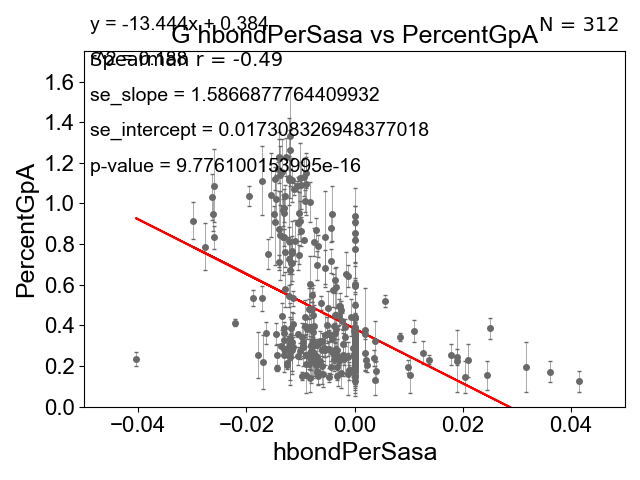 y = -13.444x + 0.384
N = 312
G hbondPerSasa vs PercentGpA
Spearman r = -0.49
se_slope = 1.5866877764409932
se_intercept = 0.017308326948377018
p-value = 9.776100153995e-16
PercentGpA
1.6
1.4
1.2
1.0
0.8
0.6
0.4
0.2
0.0
−0.04 −0.02 0.00 0.02 0.04
hbondPerSasa